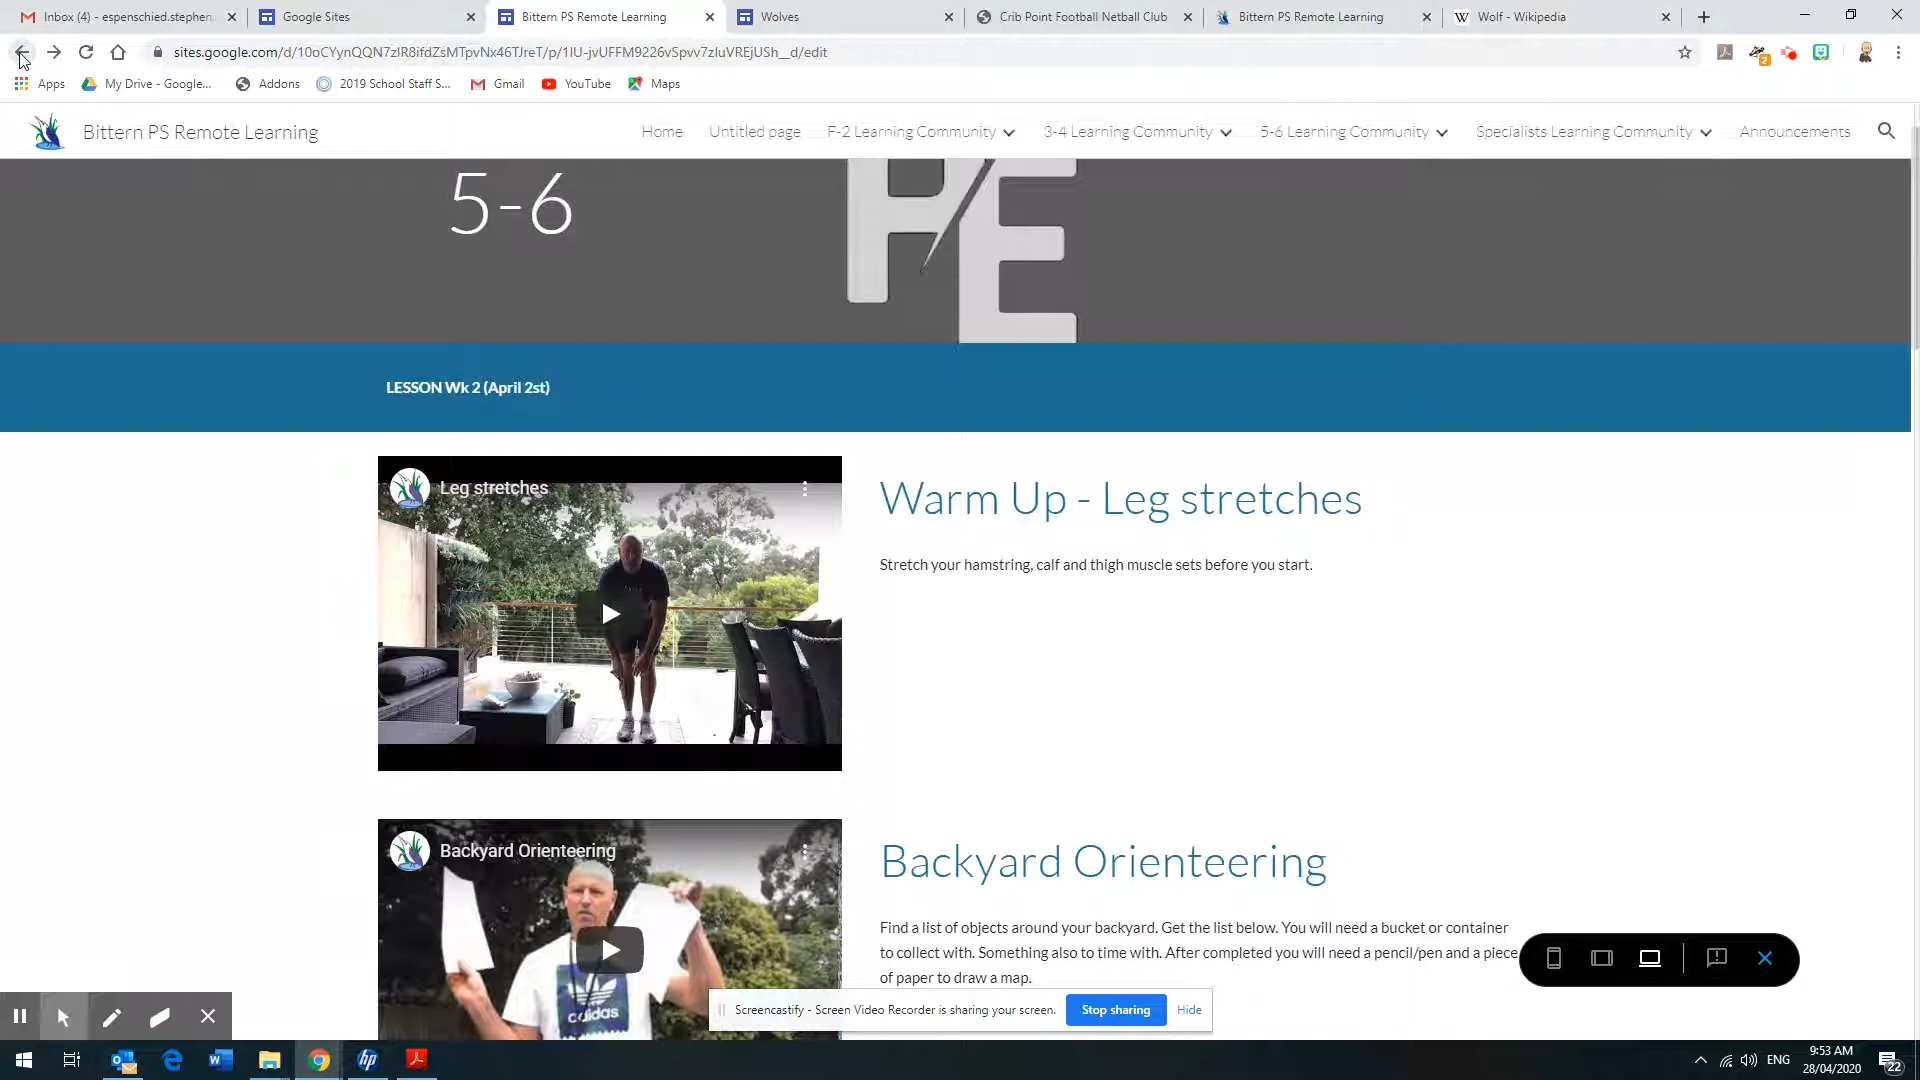 Inbox (4) - espenschied.stephen
Google Sites
Bittern PS Remote Learning
Wolves
Crib Point Football Netball Club
Bittern PS Remote Learning
Wolf - Wikipedia
sites.google.com/d/10oCYynQQN7zIR8ifdZsMTpvNx46TJreT/p/1IU-jvUFFM9226vSpvv7zIuVREjUSh__d/edit
2
Apps
My Drive - Google...
Addons
2019 School Staff S...
Gmail
YouTube
Maps
Bittern PS Remote Learning
Home
Untitled page
F-2 Learning Community
3-4 Learning Community
5-6 Learning Community
Specialists Learning Community
Announcements
5-6
P/E
LESSON Wk 2 (April 2st)
Leg stretches
Warm Up - Leg stretches
Stretch your hamstring, calf and thigh muscle sets before you start.
Backyard Orienteering
adidas
Backyard Orienteering
Find a list of objects around your backyard. Get the list below. You will need a bucket or container
to collect with. Something also to time with. After completed you will need a pencil/pen and a piece
of paper to draw a map.
Screencastify - Screen Video Recorder is sharing your screen.
Stop sharing
Hide
ENG
9:53 AM
28/04/2020
22